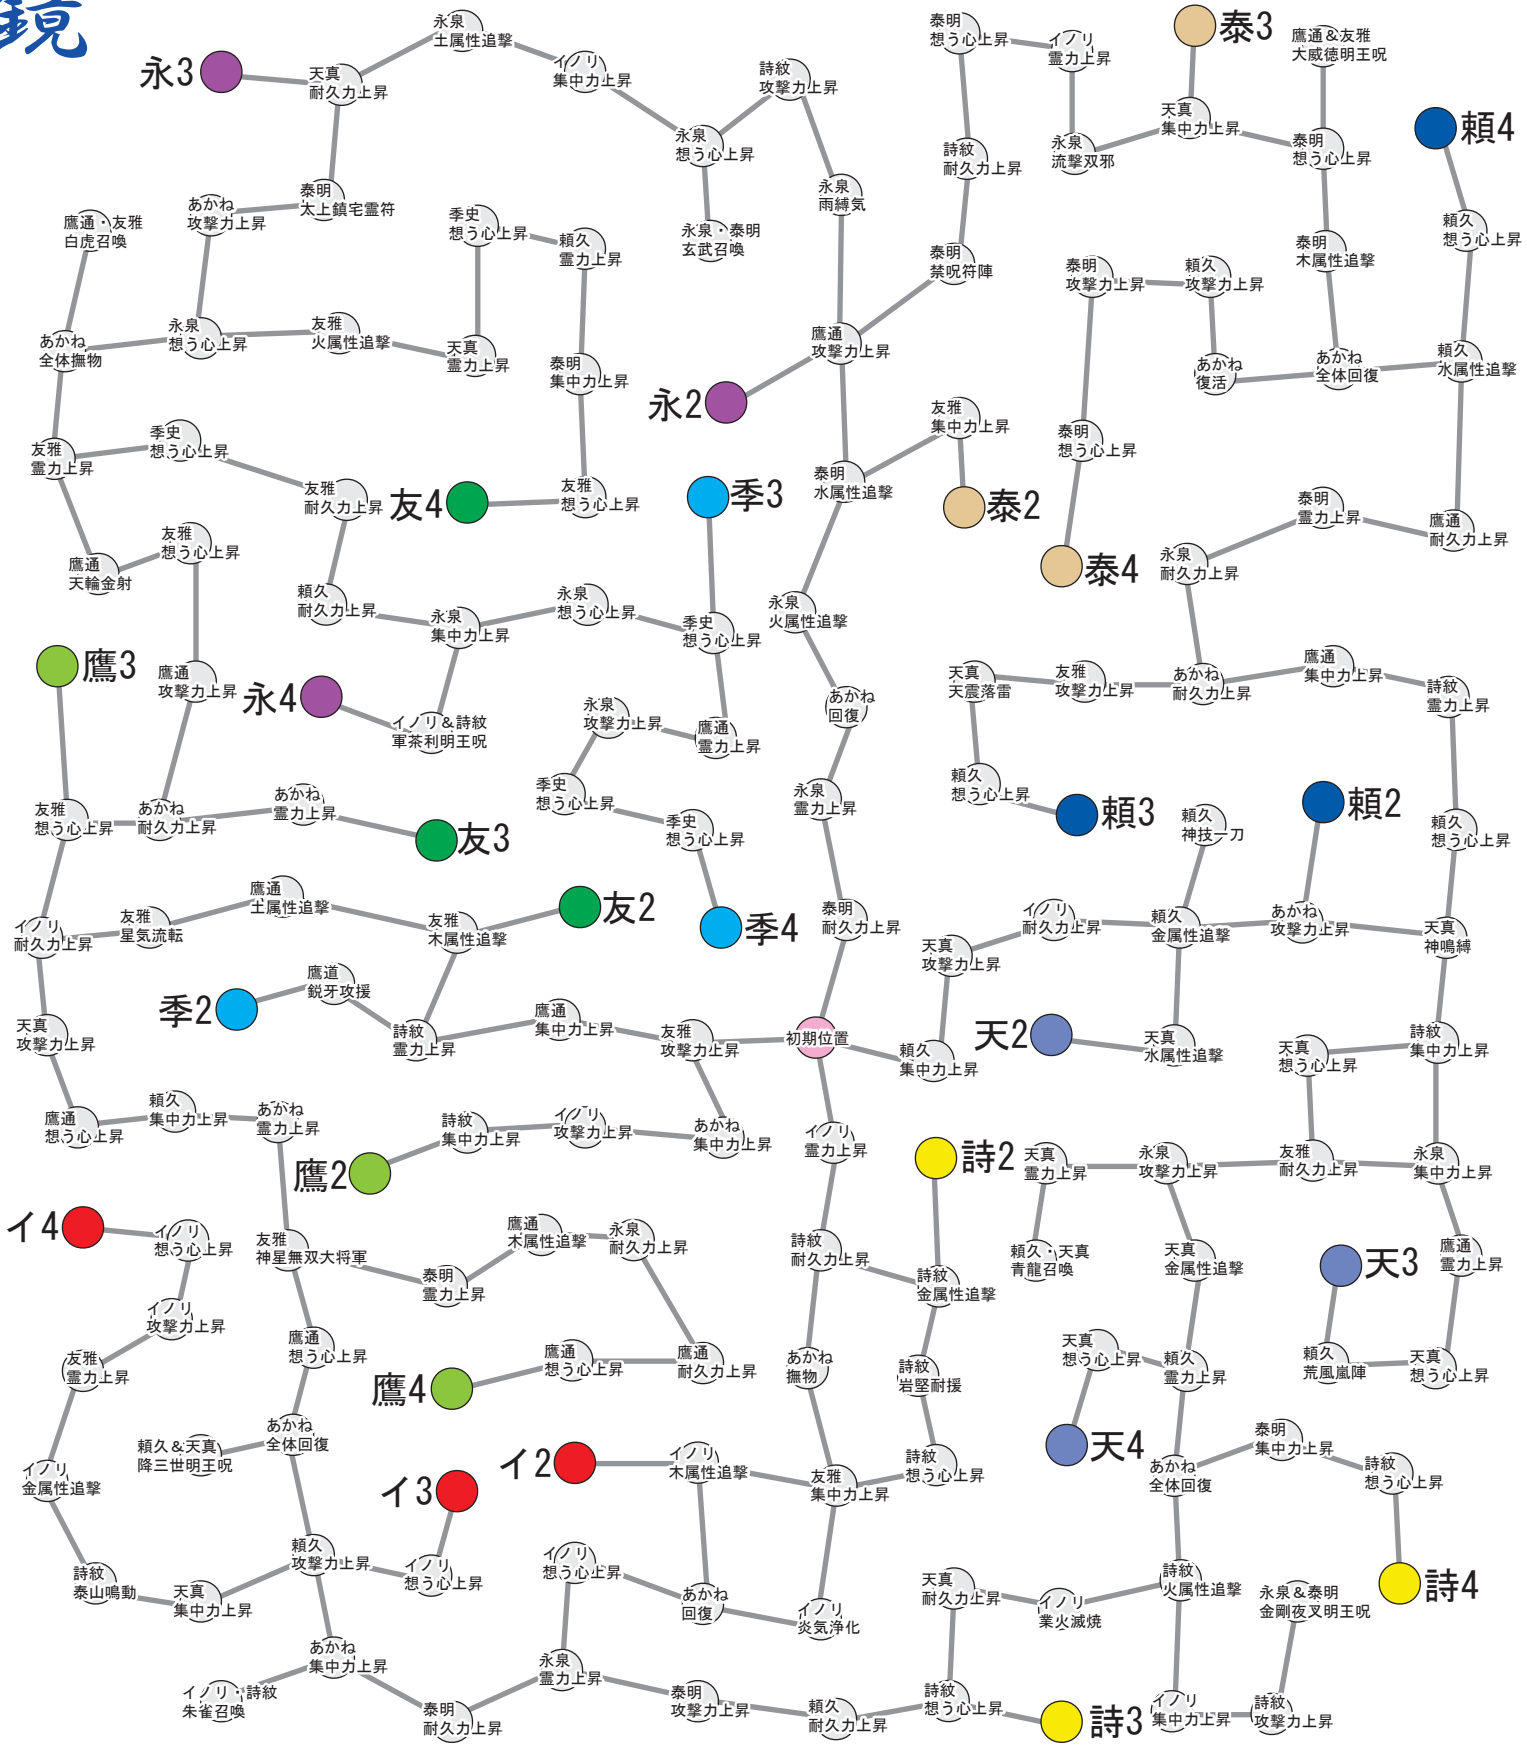 鏡
永3
天真
耐久力上昇
永泉
土属性追撃
イノリ
集中力上昇
永泉
想う心上昇
詩紋
攻撃力上昇
泰明
想う心上昇
イノリ
霊力上昇
泰3
鷹通＆友雅
大威徳明王呪
永泉
流撃双邪
天真
集中力上昇
泰明
想う心上昇
頼4
詩紋
耐久力上昇
永泉
雨縛気
永泉・泰明
玄武召喚
泰明
太上鎮宅霊符
あかね
攻撃力上昇
鷹通・友雅
白虎召喚
季史
想う心上昇
頼久
霊力上昇
泰明
禁呪符陣
泰明
攻撃力上昇
頼久
攻撃力上昇
泰明
木属性追撃
頼久
想う心上昇
あかね
全体撫物
永泉
想う心上昇
友雅
火属性追撃
天真
霊力上昇
泰明
集中力上昇
鷹通
攻撃力上昇
永2
あかね
復活
あかね
全体回復
頼久
水属性追撃
友雅
霊力上昇
季史
想う心上昇
友雅
耐久力上昇
友4
友雅
想う心上昇
季3
泰明
水属性追撃
友雅
集中力上昇
泰2
泰明
想う心上昇
泰4
泰明
霊力上昇
鷹通
耐久力上昇
永泉
耐久力上昇
鷹通
天輪金射
友雅
想う心上昇
頼久
耐久力上昇
永泉
集中力上昇
永泉
想う心上昇
季史
想う心上昇
永泉
火属性追撃
鷹3
鷹通
攻撃力上昇
永4
イノリ＆詩紋
軍茶利明王呪
永泉
攻撃力上昇
鷹通
霊力上昇
あかね
回復
天真
天震落雷
友雅
攻撃力上昇
あかね
耐久力上昇
鷹通
集中力上昇
詩紋
霊力上昇
友雅
想う心上昇
あかね
耐久力上昇
あかね
霊力上昇
友3
季史
想う心上昇
季史
想う心上昇
永泉
霊力上昇
頼久
想う心上昇
頼3
頼久
神技一刀
頼2
頼久
想う心上昇
イノリ
耐久力上昇
友雅
星気流転
鷹通
土属性追撃
友雅
木属性追撃
友2
季4
泰明
耐久力上昇
天真
攻撃力上昇
イノリ
耐久力上昇
頼久
金属性追撃
あかね
攻撃力上昇
天真
神鳴縛
季2
鷹道
鋭牙攻援
詩紋
霊力上昇
鷹通
集中力上昇
友雅
攻撃力上昇
初期位置
頼久
集中力上昇
天2
天真
水属性追撃
天真
想う心上昇
詩紋
集中力上昇
天真
攻撃力上昇
鷹通
想う心上昇
頼久
集中力上昇
あかね
霊力上昇
鷹2
詩紋
集中力上昇
イノリ
攻撃力上昇
あかね
集中力上昇
イノリ
霊力上昇
詩2
天真
霊力上昇
永泉
攻撃力上昇
友雅
耐久力上昇
永泉
集中力上昇
イ4
イノリ
想う心上昇
友雅
神星無双大将軍
泰明
霊力上昇
鷹通
木属性追撃
永泉
耐久力上昇
詩紋
耐久力上昇
詩紋
金属性追撃
頼久・天真
青龍召喚
天真
金属性追撃
天3
鷹通
霊力上昇
イノリ
攻撃力上昇
友雅
霊力上昇
鷹通
想う心上昇
鷹4
鷹通
想う心上昇
鷹通
耐久力上昇
あかね
撫物
詩紋
岩堅耐援
天真
想う心上昇
頼久
霊力上昇
頼久
荒風嵐陣
天真
想う心上昇
イノリ
金属性追撃
頼久＆天真
降三世明王呪
あかね
全体回復
イ3
イ2
イノリ
木属性追撃
友雅
集中力上昇
詩紋
想う心上昇
天4
あかね
全体回復
泰明
集中力上昇
詩紋
想う心上昇
詩紋
泰山鳴動
天真
集中力上昇
頼久
攻撃力上昇
イノリ
想う心上昇
イノリ
想う心上昇
あかね
回復
イノリ
炎気浄化
天真
耐久力上昇
イノリ
業火滅焼
詩紋
火属性追撃
永泉＆泰明
金剛夜叉明王呪
詩4
イノリ・詩紋
朱雀召喚
あかね
集中力上昇
泰明
耐久力上昇
永泉
霊力上昇
泰明
攻撃力上昇
頼久
耐久力上昇
詩紋
想う心上昇
詩3
イノリ
集中力上昇
詩紋
攻撃力上昇